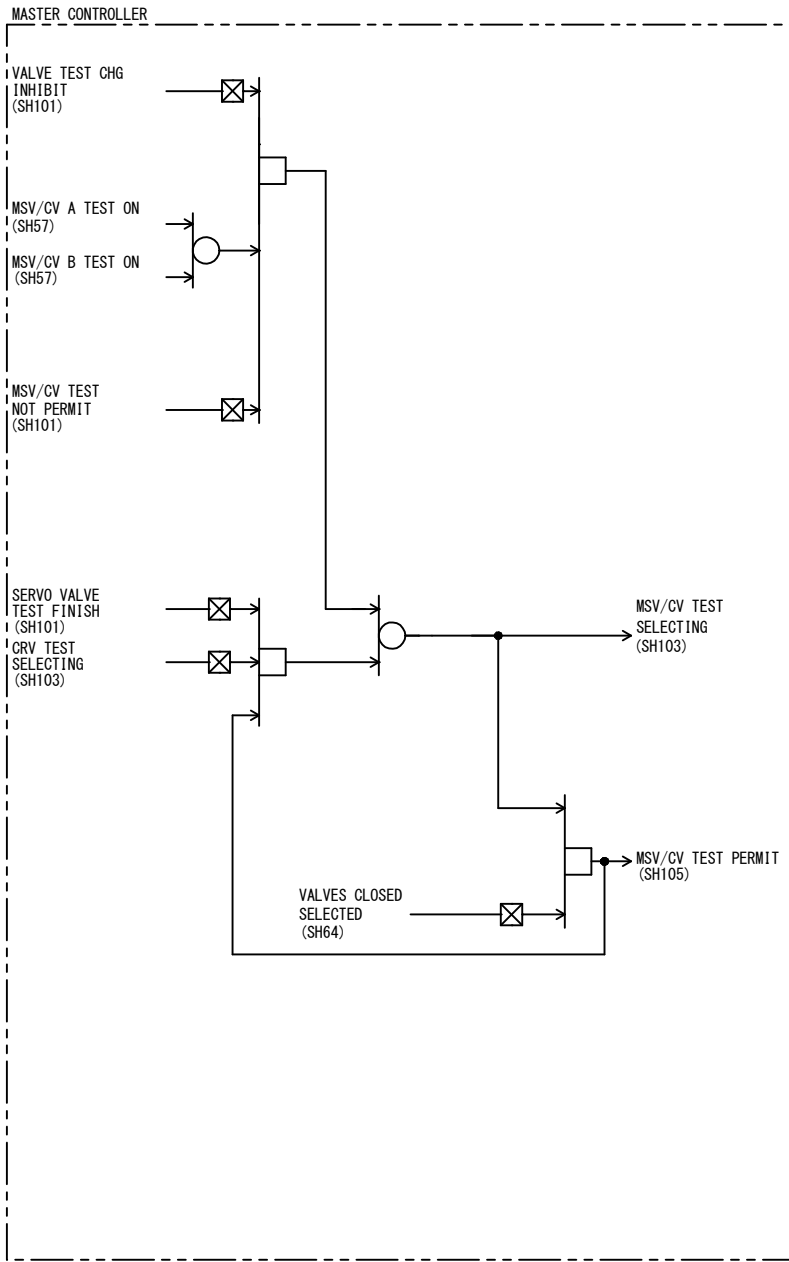 MASTER CONTROLLER
VALVE TEST CHG
INHIBIT
(SH101)
MSV/CV A TEST ON
(SH57)
MSV/CV B TEST ON
(SH57)
MSV/CV TEST
NOT PERMIT
(SH101)
SERVO VALVE
TEST FINISH
(SH101)
CRV TEST
SELECTING
(SH103)
MSV/CV TEST
SELECTING
(SH103)
MSV/CV TEST PERMIT
(SH105)
VALVES CLOSED
SELECTED
(SH64)